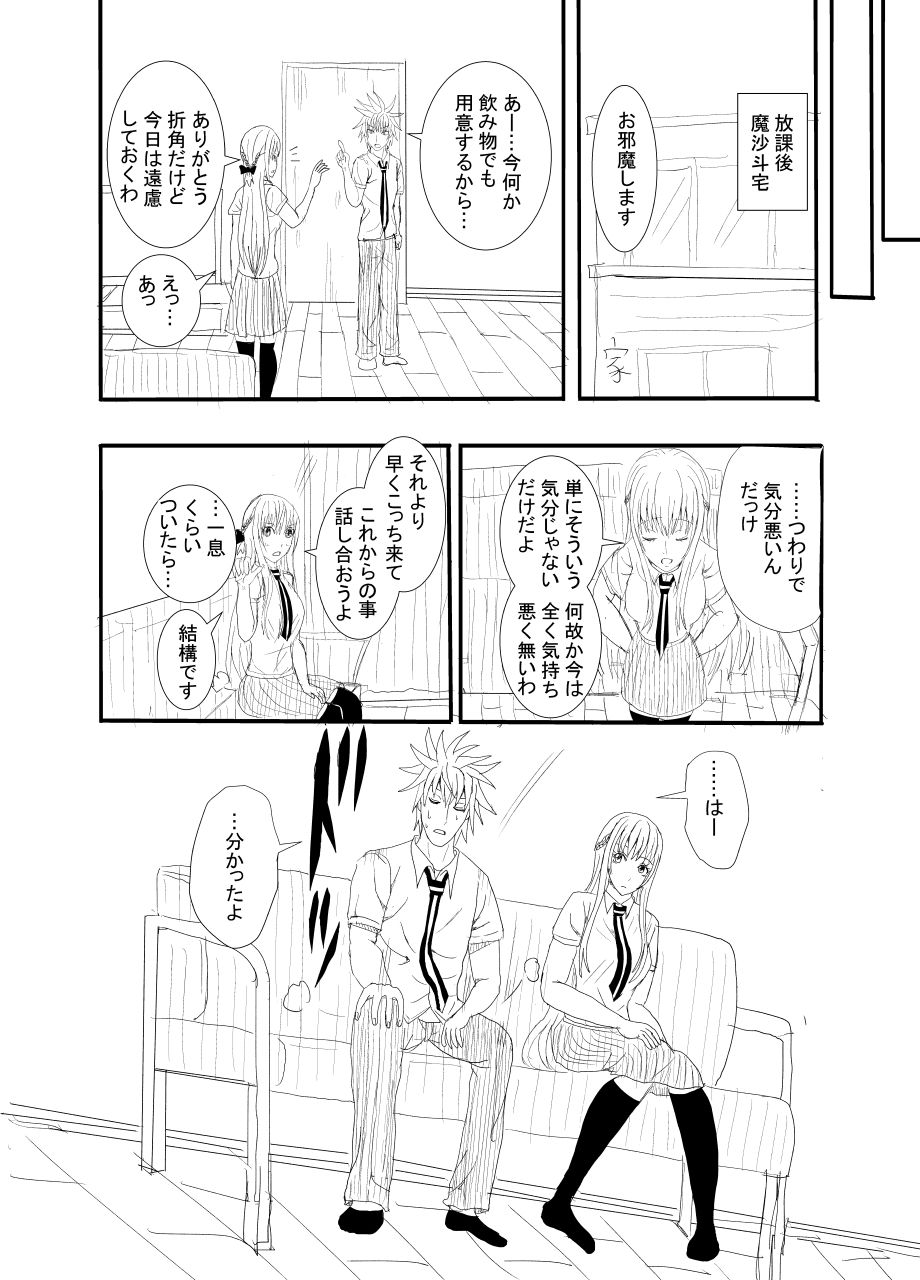 放課後
魔沙斗宅
お邪魔します
家
あー…今何か
飲み物でも
用意するから…
ありがとう
折角だけど
今日は遠慮
しておくわ
えっ…
あっ
……つわりで
気分悪いん
だっけ
何故か今は
全く気持ち
悪く無いわ
単にそういう
気分じゃない
だけだよ
それより
早くこっち来て
これからの事
話し合おうよ
…一息
くらい
ついたら…
結構です
……はー
ドド
…分かったよ